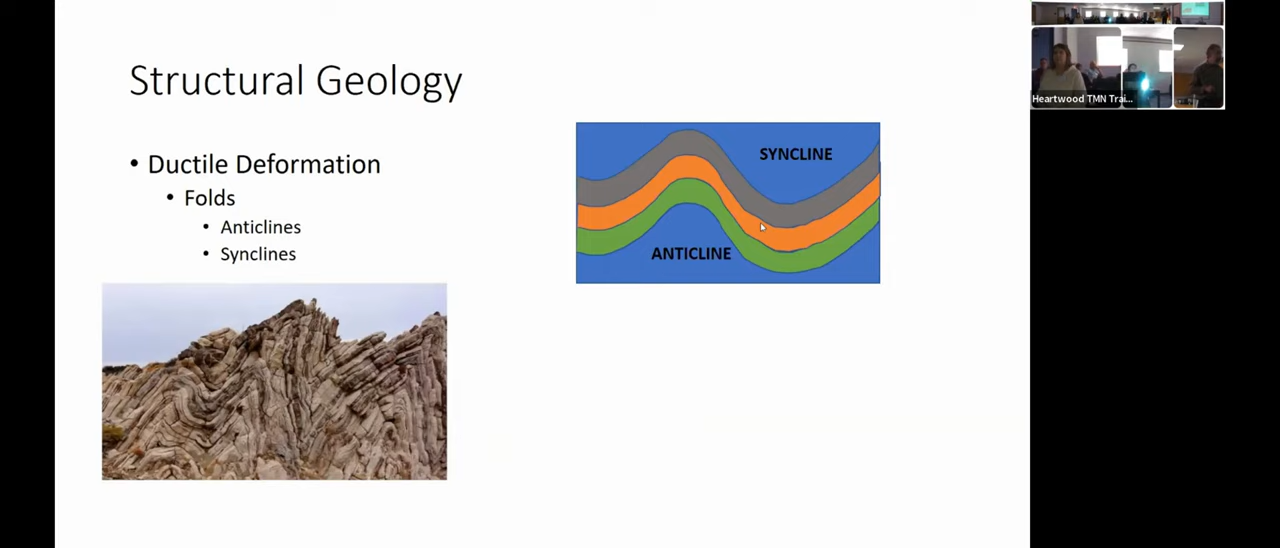 Structural Geology
• Ductile Deformation
• Folds
• Anticlines
• Synclines
SYNCLINE
ANTICLINE
Heartwood TMN Trai...